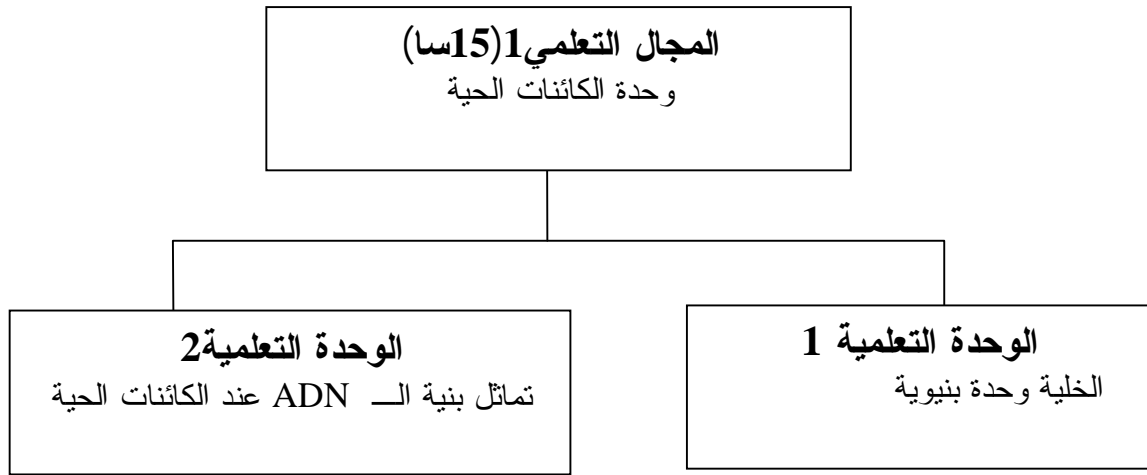 المجال التعلمي1(15سا)
وحدة الكائنات الحية
الوحدة التعلمية 1
الخلية وحدة بنيوية
الوحدة التعلمية2
تماثل بنية الــ ADN عند الكائنات الحية